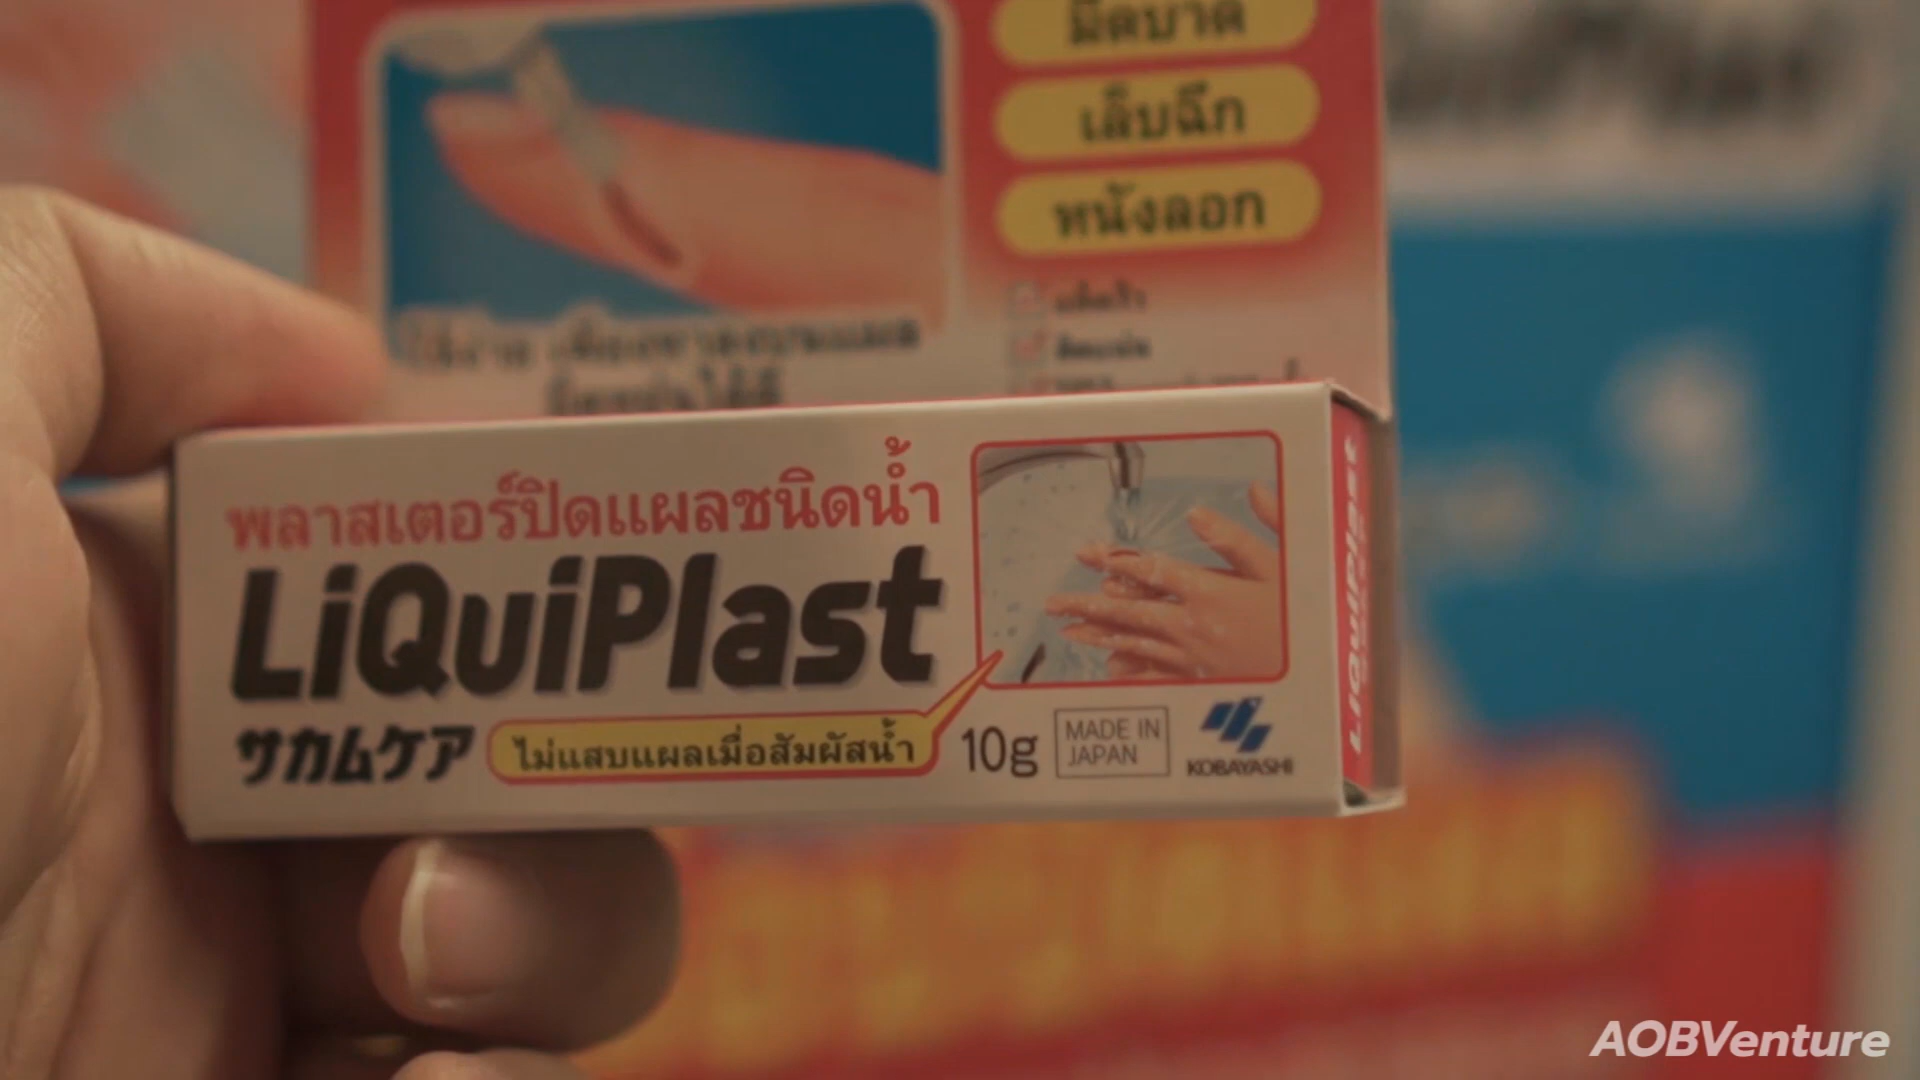 มีดบาด
เล็บฉีก
หนังลอก
พลาสเตอร์ปิดแผลชนิดน้ำ
LiQuiPlast
サカムケア
ไม่แสบแผลเมื่อสัมผัสน้ำ
10g
MADE IN
JAPAN
KOBAYASHI
LiQuiPlast
AOBVenture